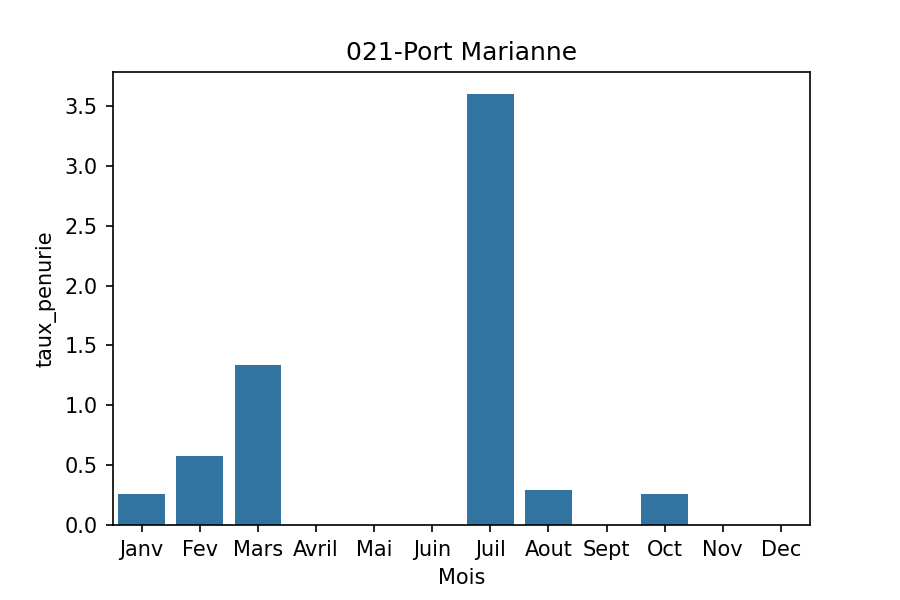 021-Port Marianne
taux_penurie
3.5
3.0
2.5
2.0
1.5
1.0
0.5
0.0
Janv Fev Mars Avril Mai Juin Juil Aout Sept Oct Nov Dec
Mois